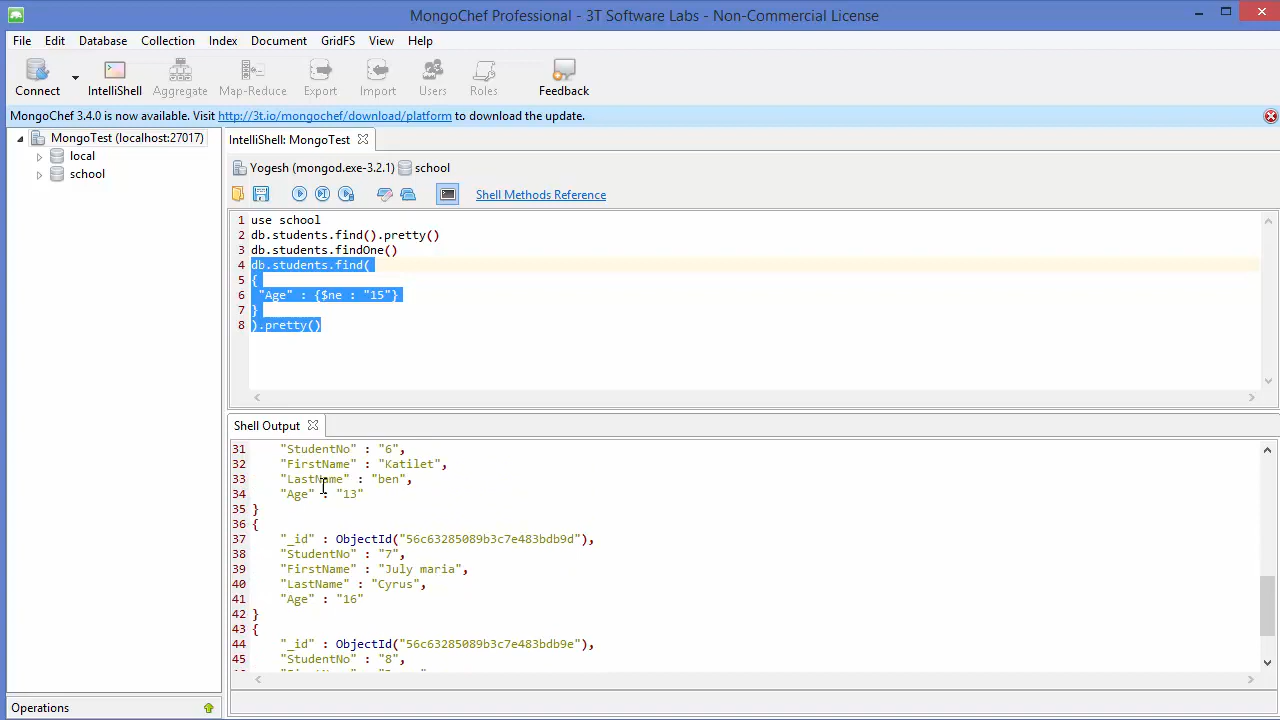 MongoChef Professional - 3T Software Labs - Non-Commercial License
File Edit Database Collection Index Document GridFS View Help
Connect IntelliShell Aggregate Map-Reduce Export Import Users Roles Feedback
MongoChef 3.4.0 is now available. Visit http://3t.io/mongochef/download/platform to download the update.
MongoTest (localhost:27017)
local
school
IntelliShell: MongoTest
Yogesh (mongod.exe-3.2.1) school
Shell Methods Reference
1 use school
2 db.students.find().pretty()
3 db.students.findOne()
4 db.students.find(
5 {
6 "Age" : {$ne : "15"}
7 }
8 ).pretty()
Shell Output
31 "StudentNo" : "6",
32 "FirstName" : "Katilet",
33 "LastName" : "ben",
34 "Age" : "13"
35 }
36 {
37 "_id" : ObjectId("56c63285089b3c7e483bdb9d"),
38 "StudentNo" : "7",
39 "FirstName" : "July maria",
40 "LastName" : "Cyrus",
41 "Age" : "16"
42 }
43 {
44 "_id" : ObjectId("56c63285089b3c7e483bdb9e"),
45 "StudentNo" : "8",
Operations